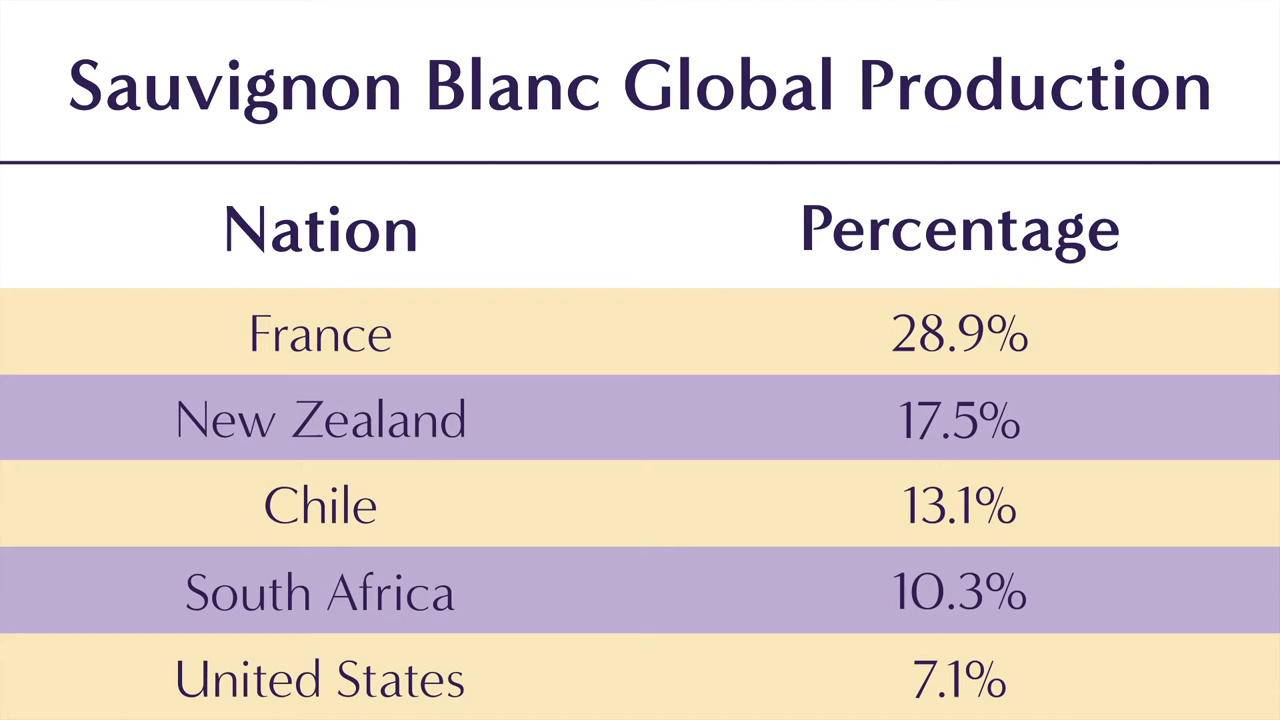 Sauvignon Blanc Global Production
Nation Percentage
France 28.9%
New Zealand 17.5%
Chile 13.1%
South Africa 10.3%
United States 7.1%